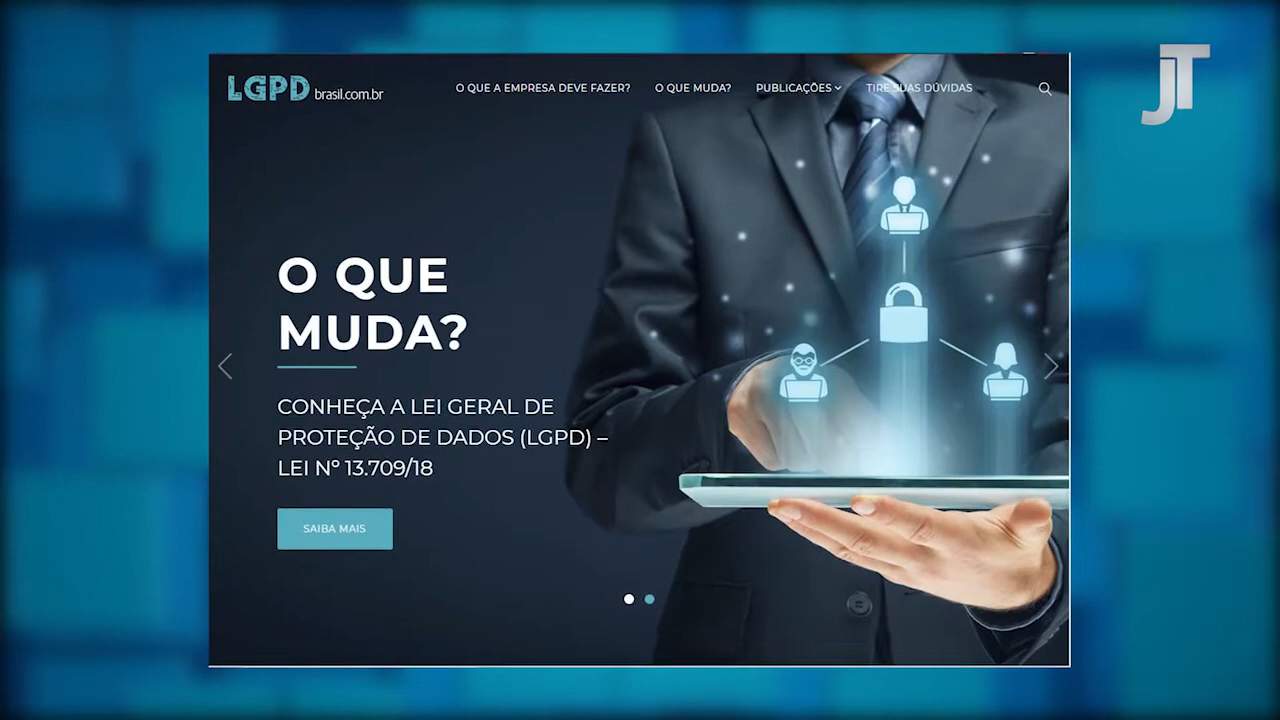 JT
LGPD brasil.com.br
O QUE A EMPRESA DEVE FAZER?
O QUE MUDA?
PUBLICAÇÕES
TIRE SUAS DÚVIDAS
O QUE
MUDA?
CONHEÇA A LEI GERAL DE
PROTEÇÃO DE DADOS (LGPD) –
LEI Nº 13.709/18
SAIBA MAIS